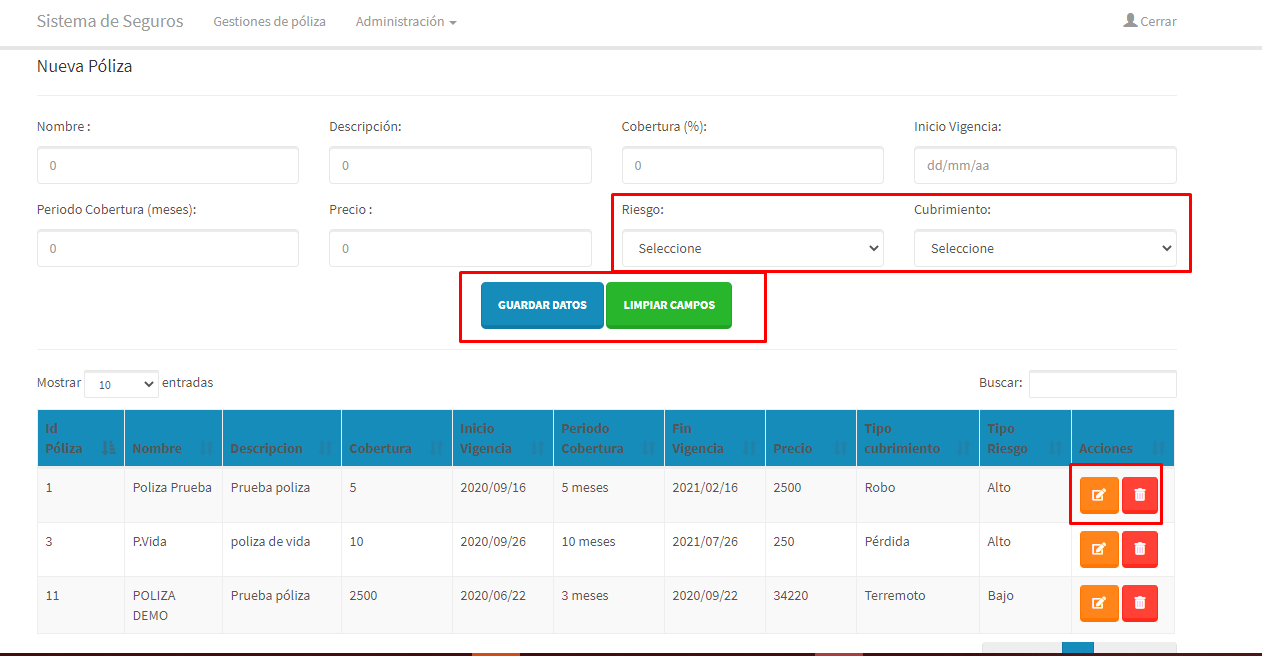 Sistema de Seguros Gestiones de póliza Administración Cerrar
Nueva Póliza
Nombre : Descripción: Cobertura (%): Inicio Vigencia:
0 0 0 dd/mm/aa
Periodo Cobertura (meses): Precio : Riesgo: Cubrimiento:
0 0 Seleccione Seleccione
GUARDAR DATOS LIMPIAR CAMPOS
Mostrar 10 entradas Buscar:
Id Inicio Periodo Fin Tipo Tipo
Póliza Nombre Descripcion Cobertura Vigencia Cobertura Vigencia Precio cubrimiento Riesgo Acciones
1 Poliza Prueba Prueba poliza 5 2020/09/16 5 meses 2021/02/16 2500 Robo Alto
3 P.Vida poliza de vida 10 2020/09/26 10 meses 2021/07/26 250 Pérdida Alto
11 POLIZA Prueba póliza 2500 2020/06/22 3 meses 2020/09/22 34220 Terremoto Bajo
DEMO